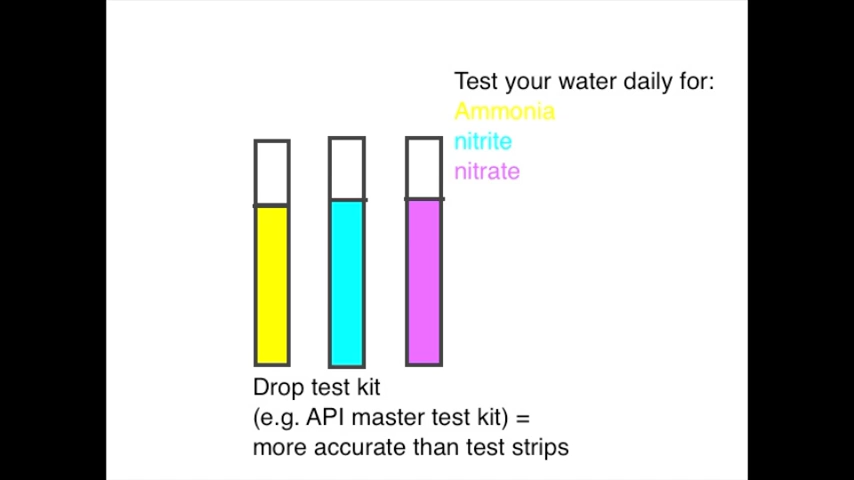 Test your water daily for:
Ammonia
nitrite
nitrate
Drop test kit
(e.g. API master test kit) =
more accurate than test strips